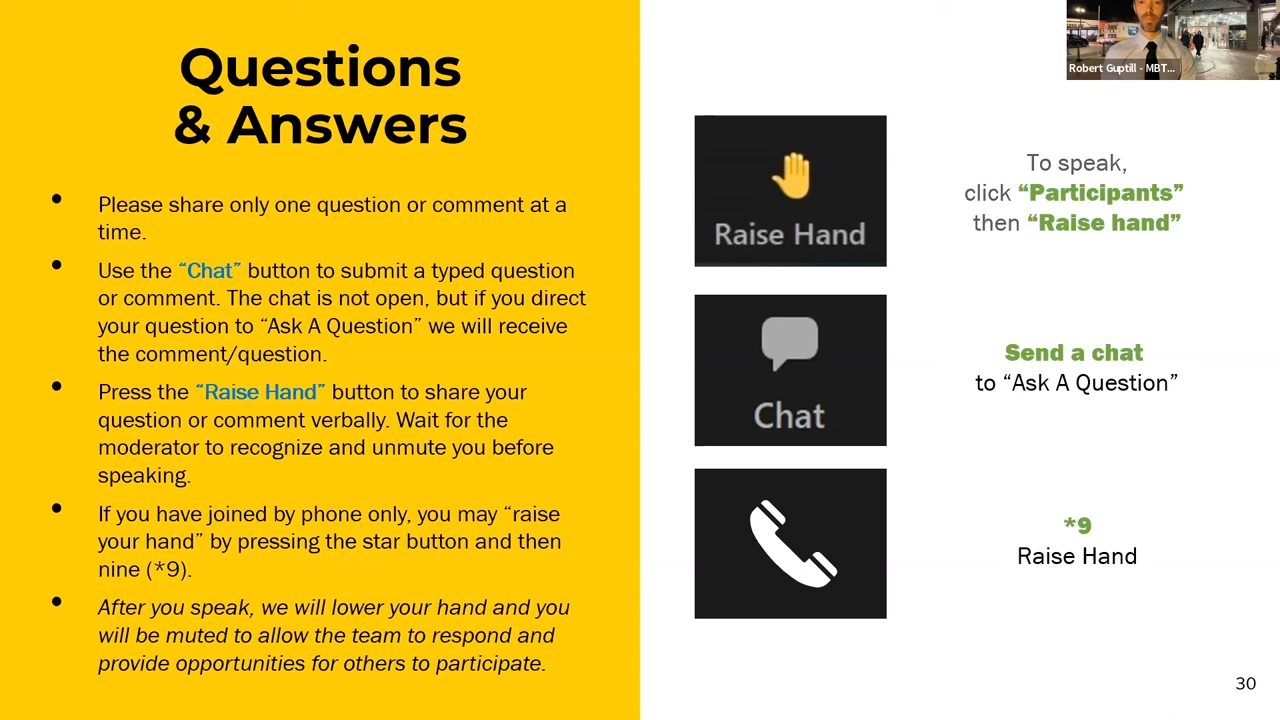 Questions
& Answers
• Please share only one question or comment at a
time.
• Use the “Chat” button to submit a typed question
or comment. The chat is not open, but if you direct
your question to “Ask A Question” we will receive
the comment/question.
• Press the “Raise Hand” button to share your
question or comment verbally. Wait for the
moderator to recognize and unmute you before
speaking.
• If you have joined by phone only, you may “raise
your hand” by pressing the star button and then
nine (*9).
• After you speak, we will lower your hand and you
will be muted to allow the team to respond and
provide opportunities for others to participate.
Robert Guptill - MBT...
Raise Hand
To speak,
click “Participants”
then “Raise hand”
Chat
Send a chat
to “Ask A Question”
*9
Raise Hand
30